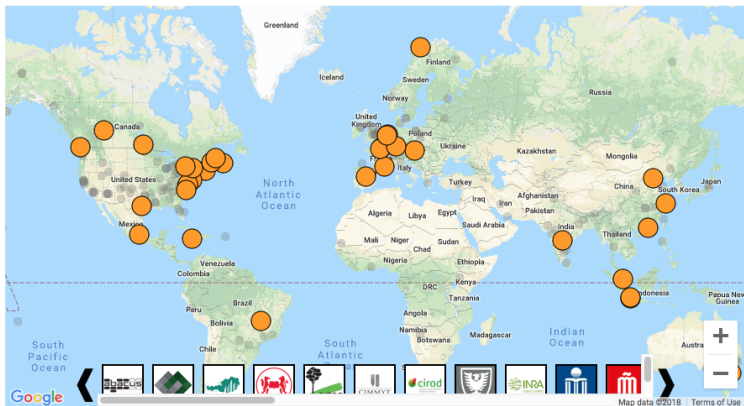 Greenland
Iceland
Finland
Sweden
Norway
Russia
United
Kingdom
Poland
Ukraine
Kazakhstan
Mongolia
Italy
Turkey
Canada
United States
North
Atlantic
Ocean
Mexico
Algeria
Libya
Egypt
Iraq
Iran
Afghanistan
Pakistan
Saudi Arabia
China
South Korea
Japan
India
Thailand
Mali
Niger
Chad
Sudan
Nigeria
Ethiopia
Venezuela
Colombia
DRC
Kenya
Tanzania
Indonesia
Papua New
Guinea
Brazil
Peru
Bolivia
Angola
Namibia
Botswana
Madagascar
Chile
South
Pacific
Ocean
South
Atlantic
Ocean
Indian
Ocean
Austra
abacus
CIMMYT
cirad
INRA
Google
Map data ©2018
Terms of Use